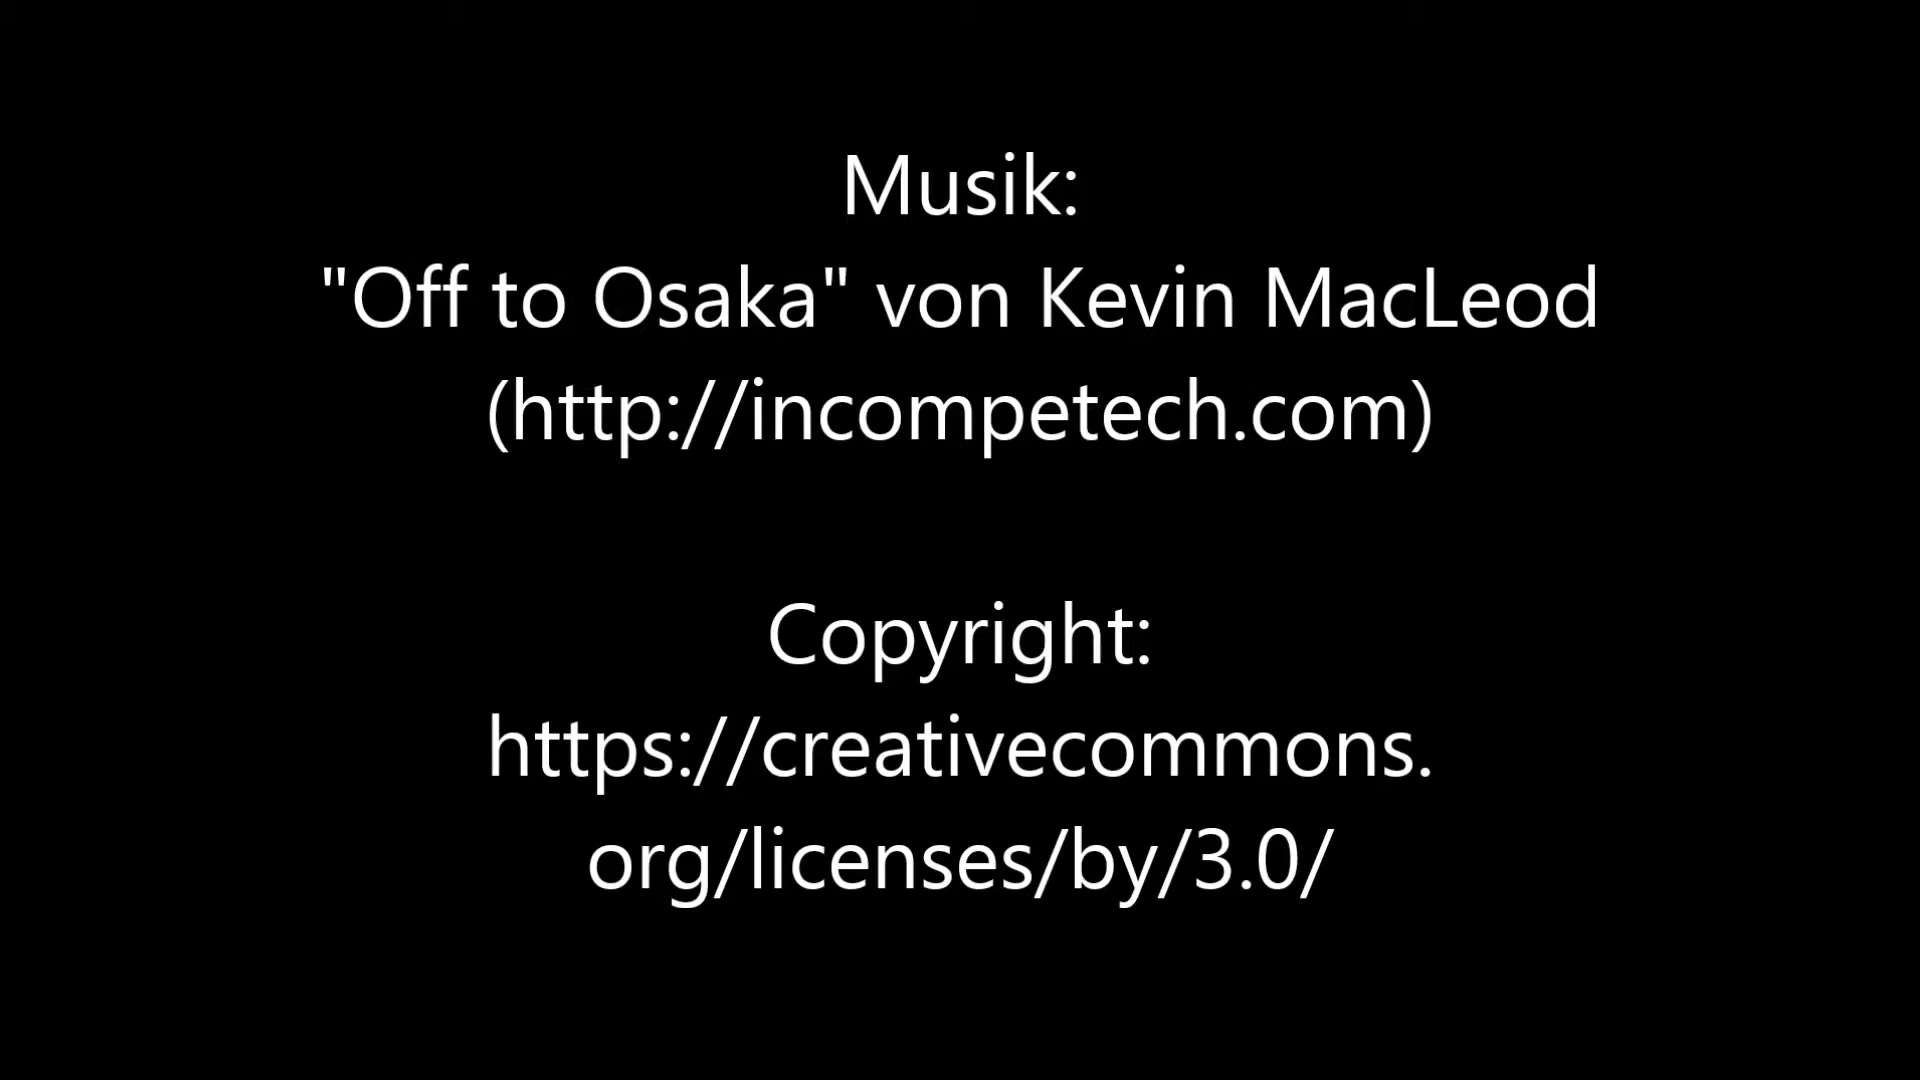 Musik:
"Off to Osaka" von Kevin MacLeod
(http://incompetech.com)
Copyright:
https://creativecommons.
org/licenses/by/3.0/